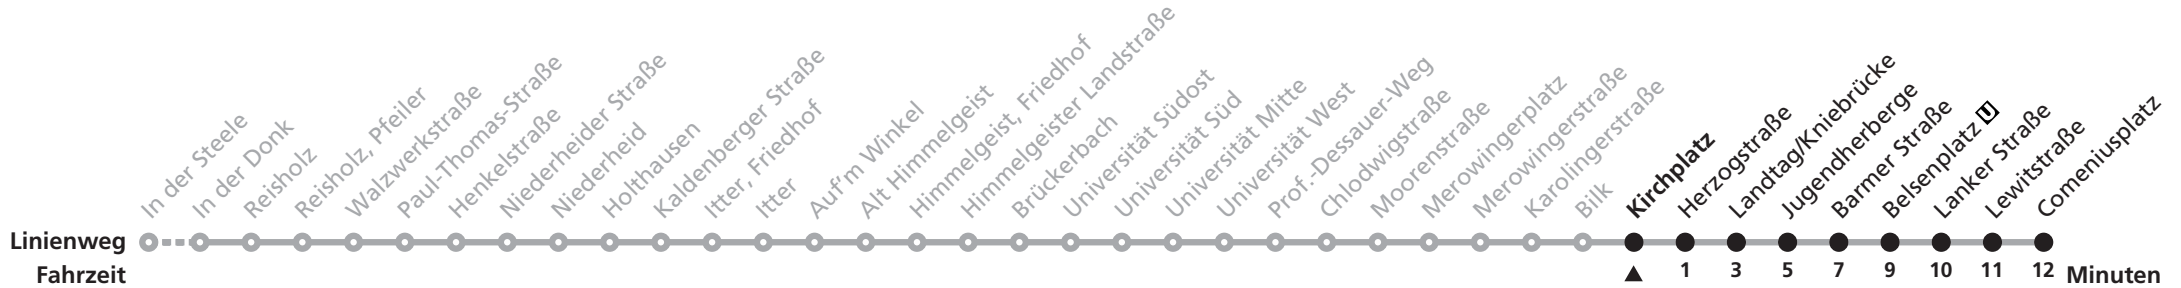 In der Steele
In der Donk
Reisholz
Reisholz, Pfeiler
Walzwerkstraße
Paul-Thomas-Straße
Henkelstraße
Niederheider Straße
Niederheid
Holthausen
Kaldenberger Straße
Itter, Friedhof
Itter
Auf'm Winkel
Alt Himmelgeist
Himmelgeist, Friedhof
Himmelgeister Landstraße
Brückerbach
Universität Südost
Universität Süd
Universität Mitte
Universität West
Prof.-Dessauer-Weg
Chlodwigstraße
Moorenstraße
Merowingerplatz
Merowingerstraße
Karolingerstraße
Bilk
Kirchplatz
Herzogstraße
Landtag/Kniebrücke
Jugendherberge
Barmer Straße
Belsenplatz U
Lanker Straße
Lewitstraße
Comeniusplatz
Linienweg
Fahrzeit 1 3 5 7 9 10 11 12 Minuten